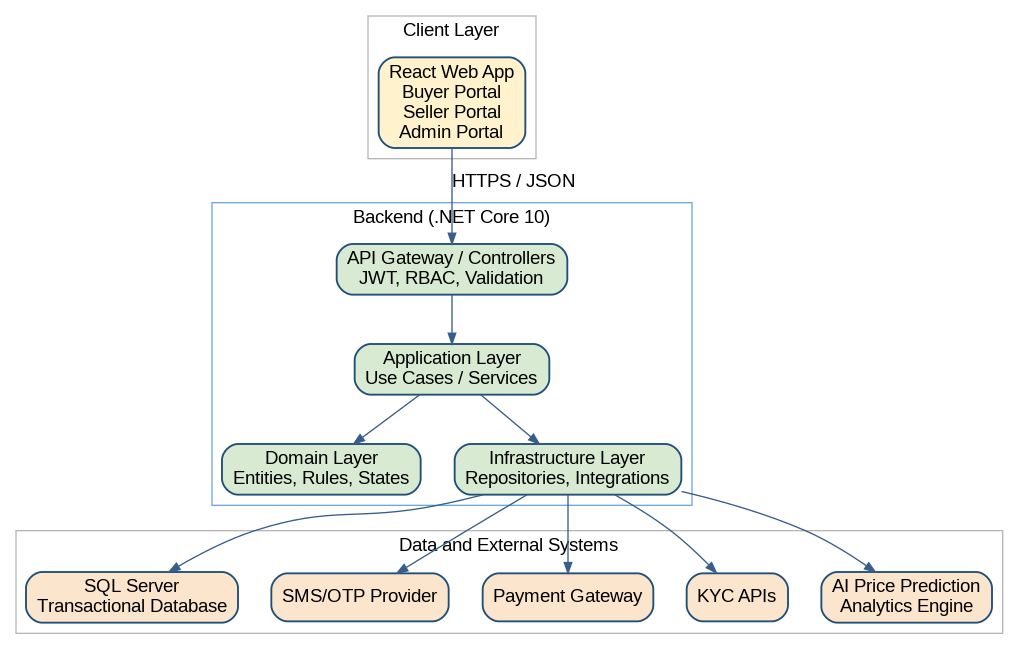 Client Layer
React Web App
Buyer Portal
Seller Portal
Admin Portal
HTTPS / JSON
Backend (.NET Core 10)
API Gateway / Controllers
JWT, RBAC, Validation
Application Layer
Use Cases / Services
Domain Layer
Entities, Rules, States
Infrastructure Layer
Repositories, Integrations
Data and External Systems
SQL Server
Transactional Database
SMS/OTP Provider
Payment Gateway
KYC APIs
AI Price Prediction
Analytics Engine